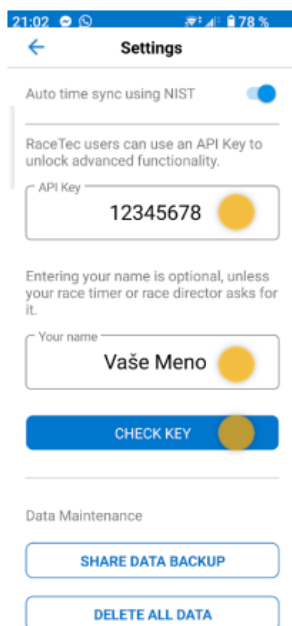 21:02 78 %
Settings
Auto time sync using NIST
RaceTec users can use an API Key to
unlock advanced functionality.
API Key
12345678
Entering your name is optional, unless
your race timer or race director asks for
it.
Your name
Vaše Meno
CHECK KEY
Data Maintenance
SHARE DATA BACKUP
DELETE ALL DATA